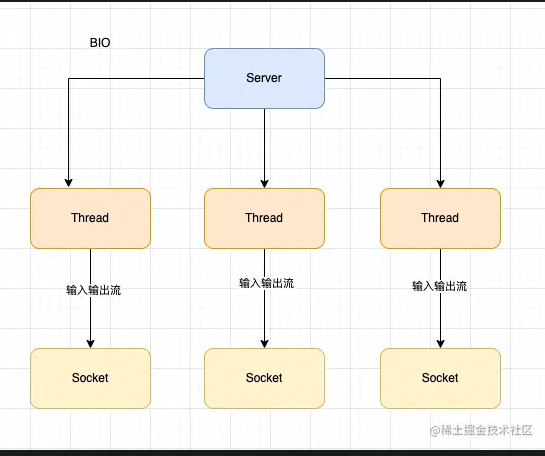 BIO
Server
Thread
Thread
Thread
输入输出流
输入输出流
输入输出流
Socket
Socket
Socket
@稀土掘金技术社区